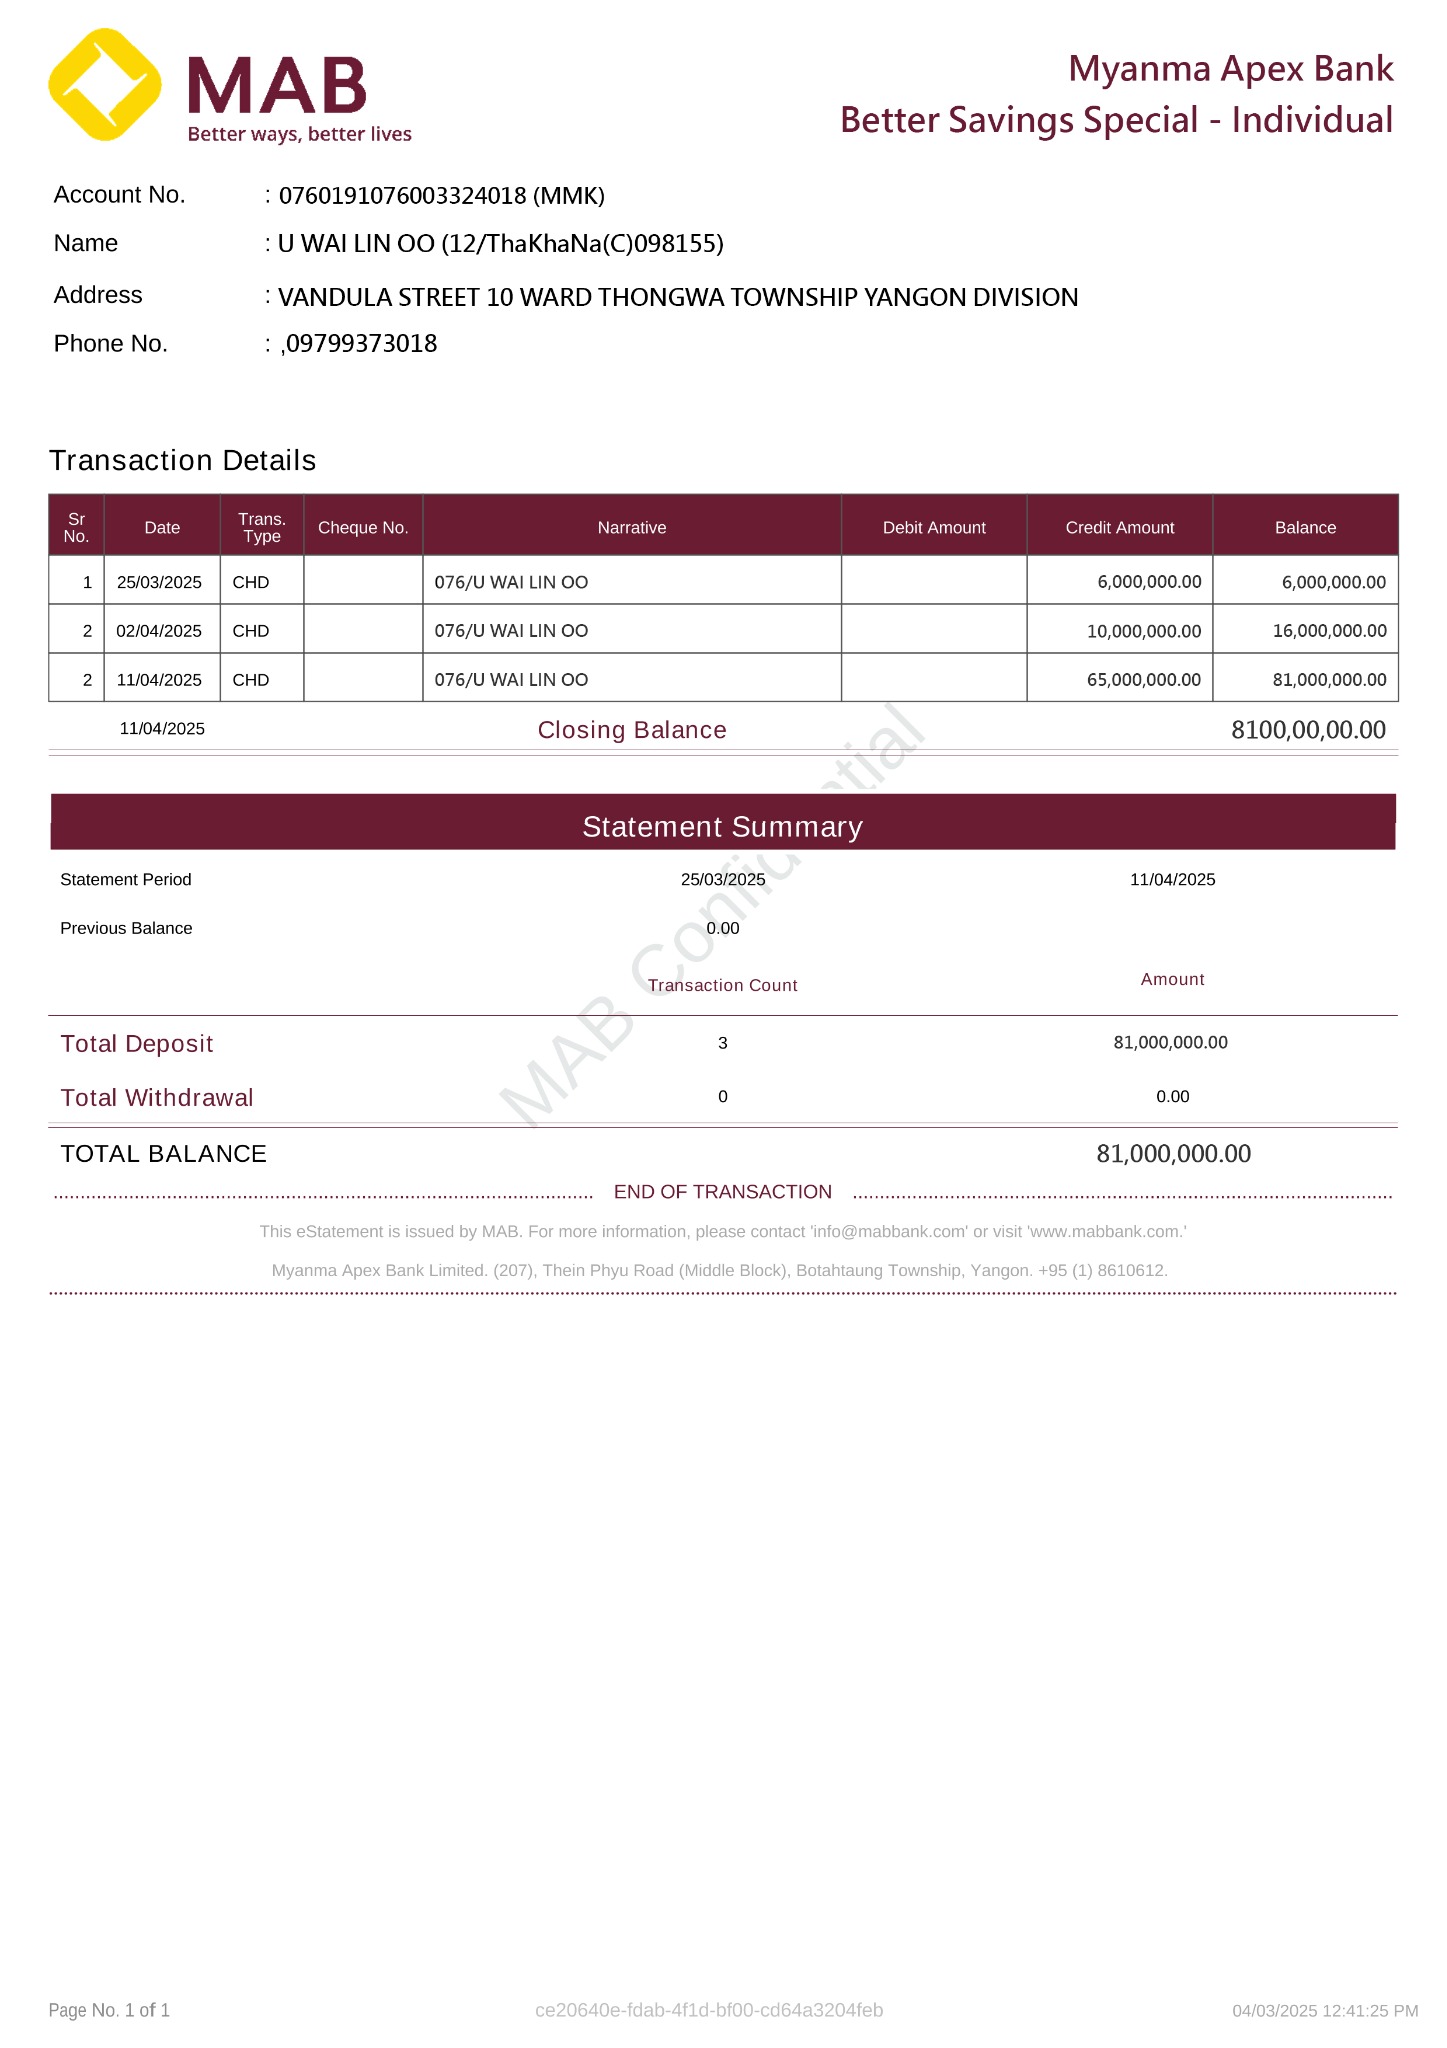 MAB
Better ways, better lives
Myanma Apex Bank
Better Savings Special - Individual
Account No. : 0760191076003324018 (MMK)
Name : U WAI LIN OO (12/ThaKhaNa(C)098155)
Address : VANDULA STREET 10 WARD THONGWA TOWNSHIP YANGON DIVISION
Phone No. : ,09799373018
Transaction Details
Sr No. Date Trans. Type Cheque No. Narrative Debit Amount Credit Amount Balance
1 25/03/2025 CHD 076/U WAI LIN OO 6,000,000.00 6,000,000.00
2 02/04/2025 CHD 076/U WAI LIN OO 10,000,000.00 16,000,000.00
2 11/04/2025 CHD 076/U WAI LIN OO 65,000,000.00 81,000,000.00
11/04/2025 Closing Balance 8100,00,00.00
Statement Summary
Statement Period 25/03/2025 11/04/2025
Previous Balance 0.00
Transaction Count Amount
Total Deposit 3 81,000,000.00
Total Withdrawal 0 0.00
TOTAL BALANCE 81,000,000.00
END OF TRANSACTION
This eStatement is issued by MAB. For more information, please contact 'info@mabbank.com' or visit 'www.mabbank.com.'
Myanma Apex Bank Limited. (207), Thein Phyu Road (Middle Block), Botahtaung Township, Yangon. +95 (1) 8610612.
MAB Confidential
Page No. 1 of 1 ce20640e-fdab-4f1d-bf00-cd64a3204feb 04/03/2025 12:41:25 PM